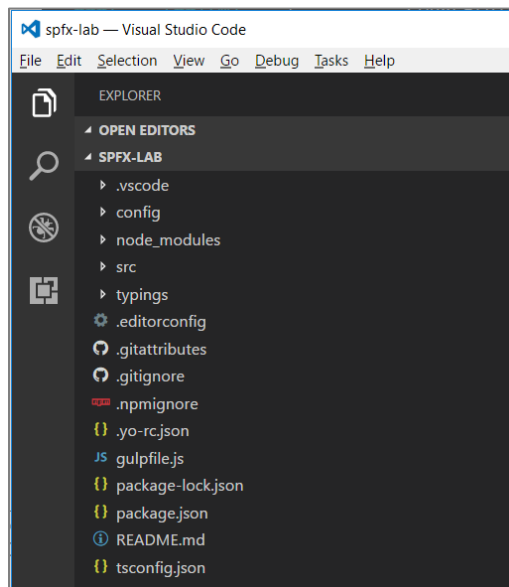 spfx-lab — Visual Studio Code
File Edit Selection View Go Debug Tasks Help
EXPLORER
OPEN EDITORS
SPFX-LAB
.vscode
config
node_modules
src
typings
.editorconfig
.gitattributes
.gitignore
.npmignore
{} .yo-rc.json
JS gulpfile.js
{} package-lock.json
{} package.json
README.md
{} tsconfig.json